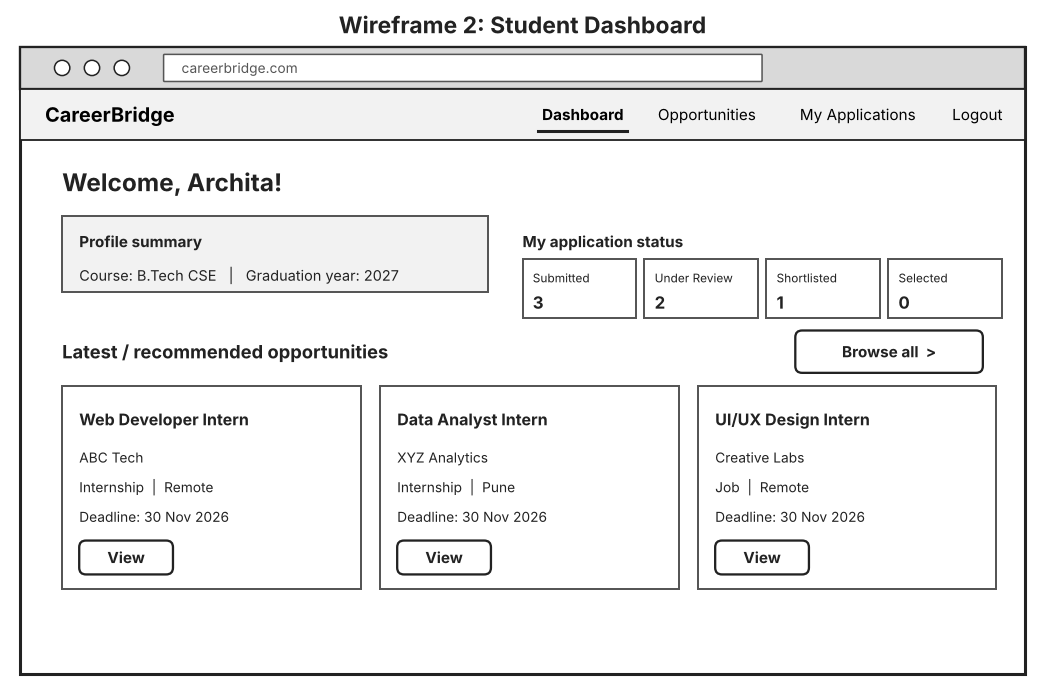 Wireframe 2: Student Dashboard
careerbridge.com
CareerBridge Dashboard Opportunities My Applications Logout
Welcome, Archita!
Profile summary
Course: B.Tech CSE | Graduation year: 2027
My application status
Submitted Under Review Shortlisted Selected
3 2 1 0
Latest / recommended opportunities
Browse all >
Web Developer Intern
ABC Tech
Internship | Remote
Deadline: 30 Nov 2026
View
Data Analyst Intern
XYZ Analytics
Internship | Pune
Deadline: 30 Nov 2026
View
UI/UX Design Intern
Creative Labs
Job | Remote
Deadline: 30 Nov 2026
View